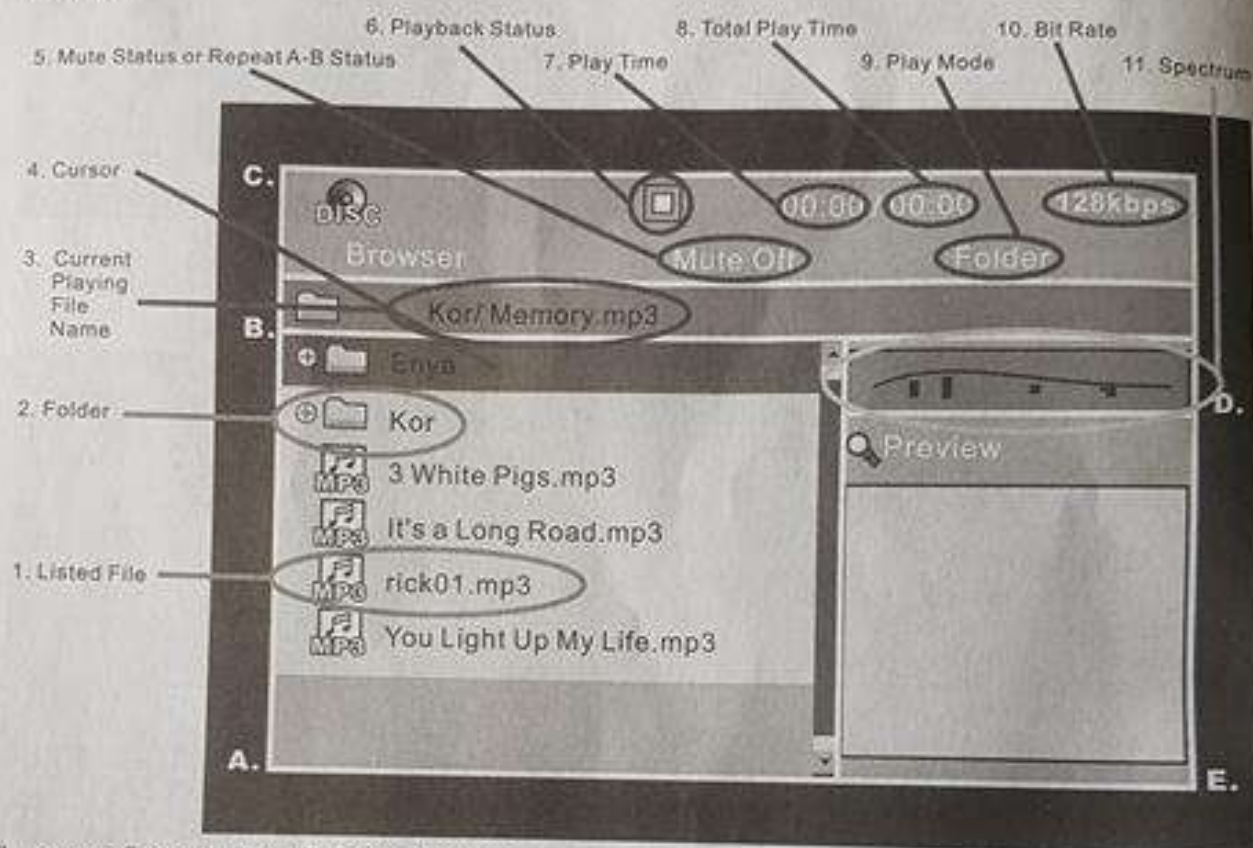 6. Playback Status
8. Total Play Time
10. Bit Rate
5. Mute Status or Repeat A-B Status
7. Play Time
9. Play Mode
11. Spectrum
4. Cursor
C.
DISC
00:00/00:00
128kbps
Browser
Mute Off
Folder
3. Current
Playing
File
Name
B.
Kor/ Memory.mp3
Enya
D.
2. Folder
Kor
Preview
MP3
3 White Pigs.mp3
MP3
It's a Long Road.mp3
1. Listed File
MP3
rick01.mp3
MP3
You Light Up My Life.mp3
A.
E.